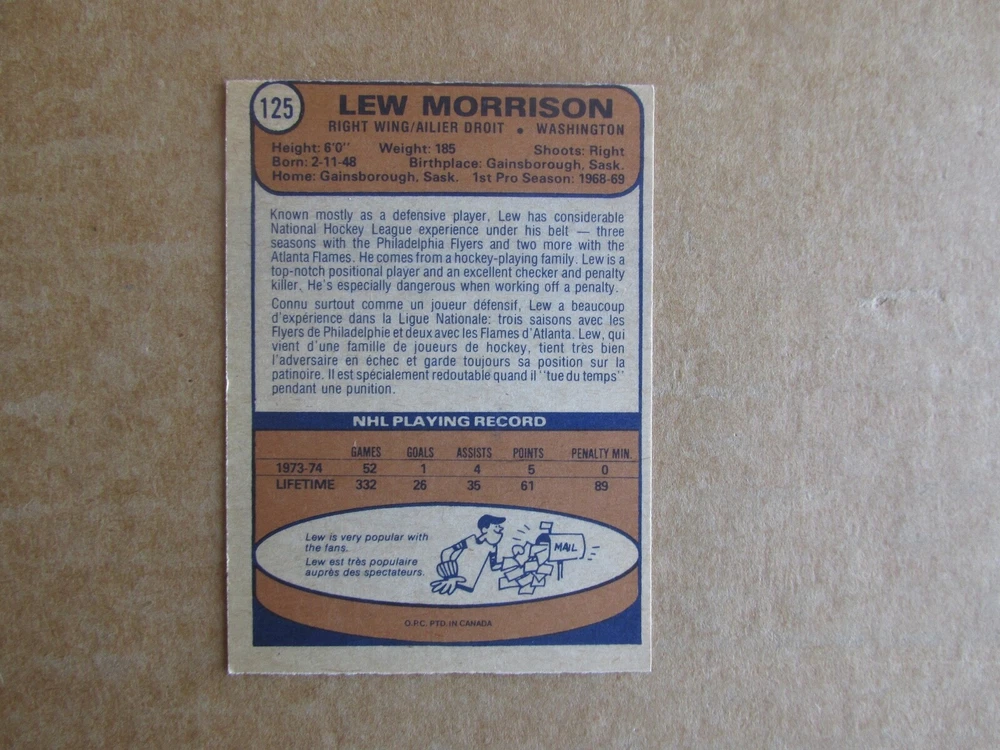 125
LEW MORRISON
RIGHT WING/AILIER DROIT • WASHINGTON
Height: 6'0'' Weight: 185 Shoots: Right
Born: 2-11-48 Birthplace: Gainsborough, Sask.
Home: Gainsborough, Sask. 1st Pro Season: 1968-69
Known mostly as a defensive player, Lew has considerable
National Hockey League experience under his belt — three
seasons with the Philadelphia Flyers and two more with the
Atlanta Flames. He comes from a hockey-playing family. Lew is a
top-notch positional player and an excellent checker and penalty
killer. He's especially dangerous when working off a penalty.
Connu surtout comme un joueur défensif, Lew a beaucoup
d'expérience dans la Ligue Nationale: trois saisons avec les
Flyers de Philadelphie et deux avec les Flames d'Atlanta. Lew, qui
vient d'une famille de joueurs de hockey, tient très bien
l'adversaire en échec et garde toujours sa position sur la
patinoire. Il est spécialement redoutable quand il ''tue du temps''
pendant une punition.
NHL PLAYING RECORD
GAMES GOALS ASSISTS POINTS PENALTY MIN.
1973-74 52 1 4 5 0
LIFETIME 332 26 35 61 89
Lew is very popular with
the fans.
Lew est très populaire
auprès des spectateurs.
MAIL
O.P.C. PTD. IN CANADA